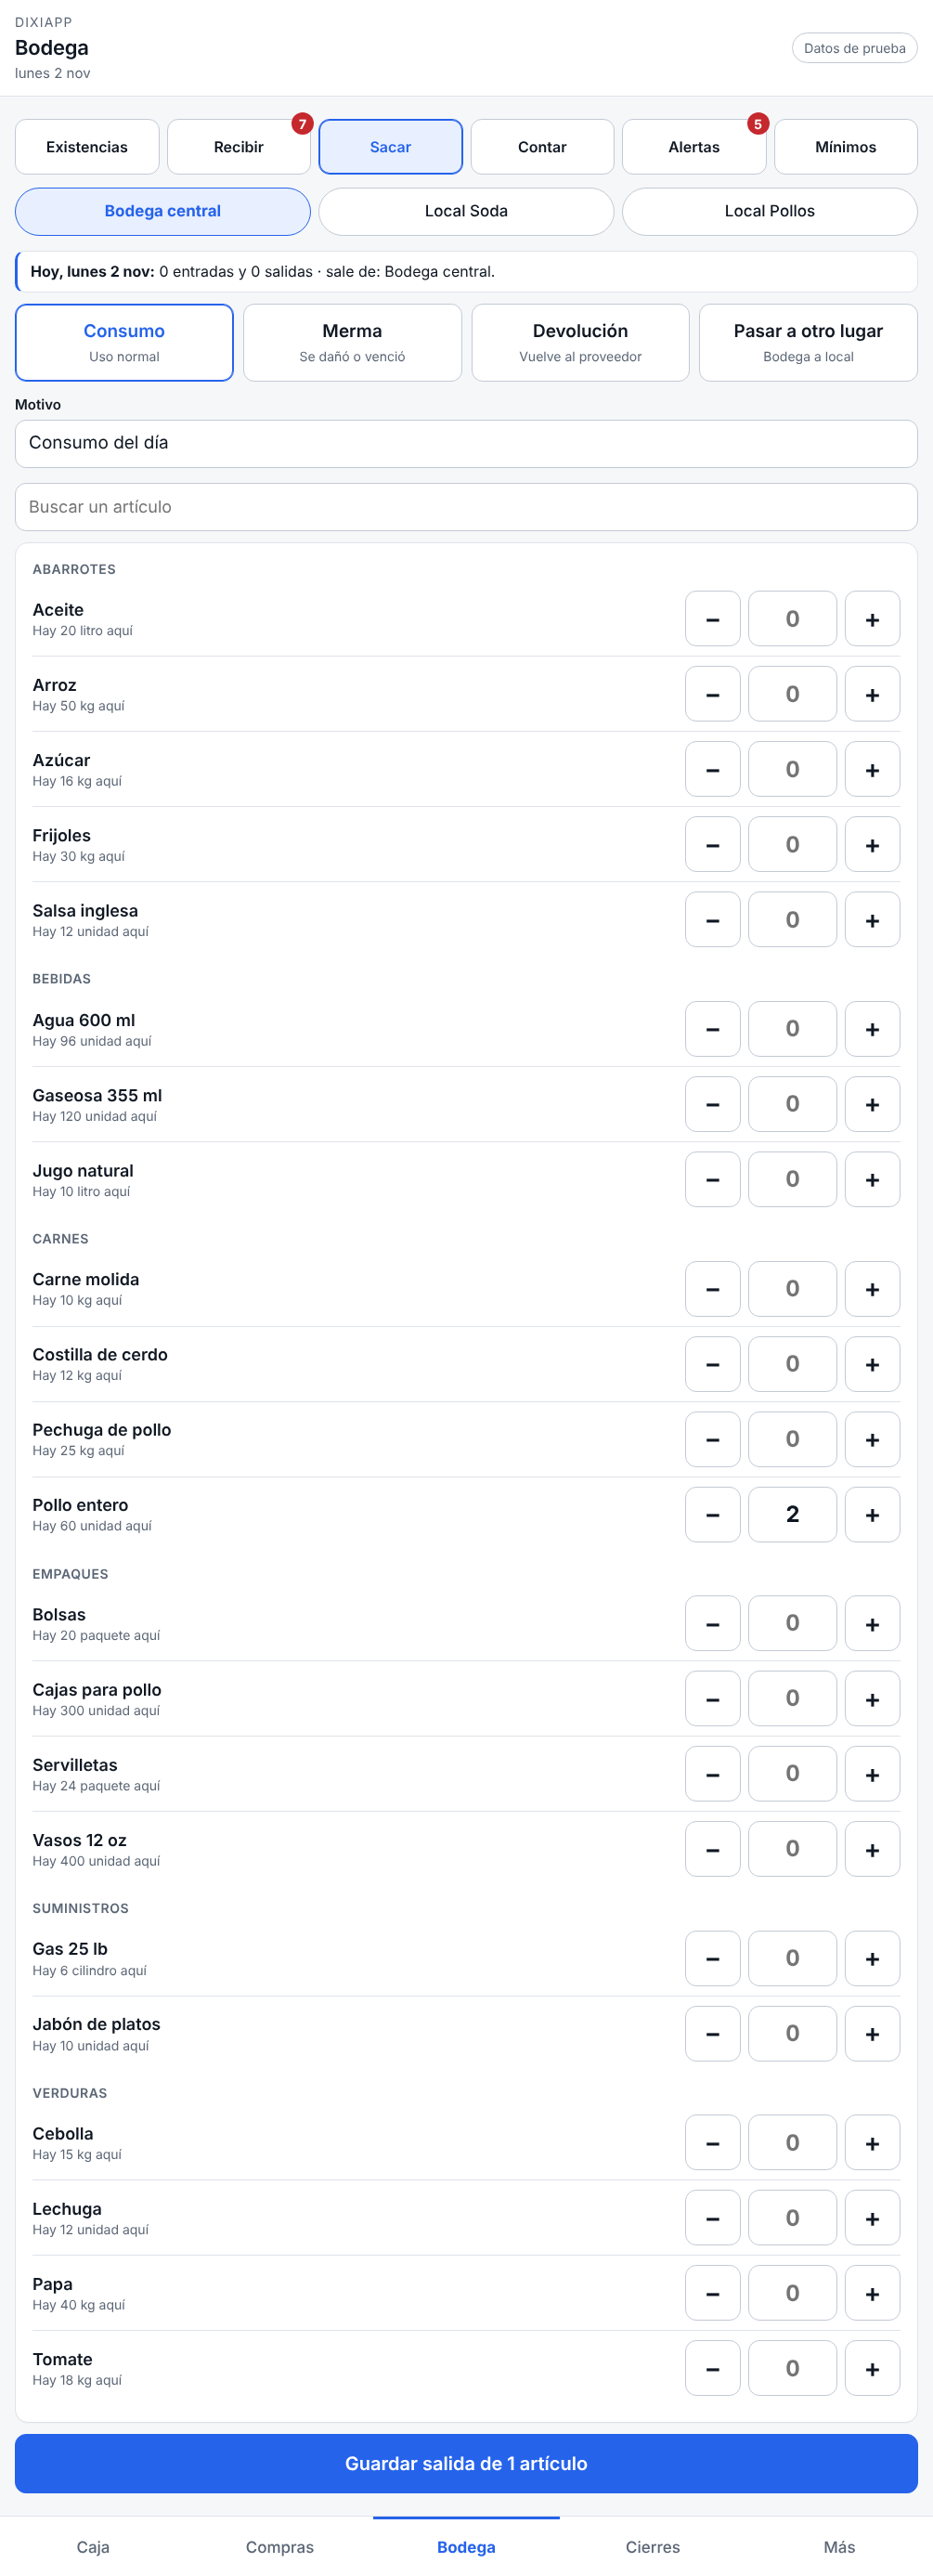 DIXIAPP
Bodega
lunes 2 nov
Datos de prueba
Existencias
Recibir
7
Sacar
Contar
Alertas
5
Mínimos
Bodega central
Local Soda
Local Pollos
Hoy, lunes 2 nov: 0 entradas y 0 salidas · sale de: Bodega central.
Consumo
Uso normal
Merma
Se dañó o venció
Devolución
Vuelve al proveedor
Pasar a otro lugar
Bodega a local
Motivo
Consumo del día
Buscar un artículo
ABARROTES
Aceite
Hay 20 litro aquí
− 0 +
Arroz
Hay 50 kg aquí
− 0 +
Azúcar
Hay 16 kg aquí
− 0 +
Frijoles
Hay 30 kg aquí
− 0 +
Salsa inglesa
Hay 12 unidad aquí
− 0 +
BEBIDAS
Agua 600 ml
Hay 96 unidad aquí
− 0 +
Gaseosa 355 ml
Hay 120 unidad aquí
− 0 +
Jugo natural
Hay 10 litro aquí
− 0 +
CARNES
Carne molida
Hay 10 kg aquí
− 0 +
Costilla de cerdo
Hay 12 kg aquí
− 0 +
Pechuga de pollo
Hay 25 kg aquí
− 0 +
Pollo entero
Hay 60 unidad aquí
− 2 +
EMPAQUES
Bolsas
Hay 20 paquete aquí
− 0 +
Cajas para pollo
Hay 300 unidad aquí
− 0 +
Servilletas
Hay 24 paquete aquí
− 0 +
Vasos 12 oz
Hay 400 unidad aquí
− 0 +
SUMINISTROS
Gas 25 lb
Hay 6 cilindro aquí
− 0 +
Jabón de platos
Hay 10 unidad aquí
− 0 +
VERDURAS
Cebolla
Hay 15 kg aquí
− 0 +
Lechuga
Hay 12 unidad aquí
− 0 +
Papa
Hay 40 kg aquí
− 0 +
Tomate
Hay 18 kg aquí
− 0 +
Guardar salida de 1 artículo
Caja
Compras
Bodega
Cierres
Más